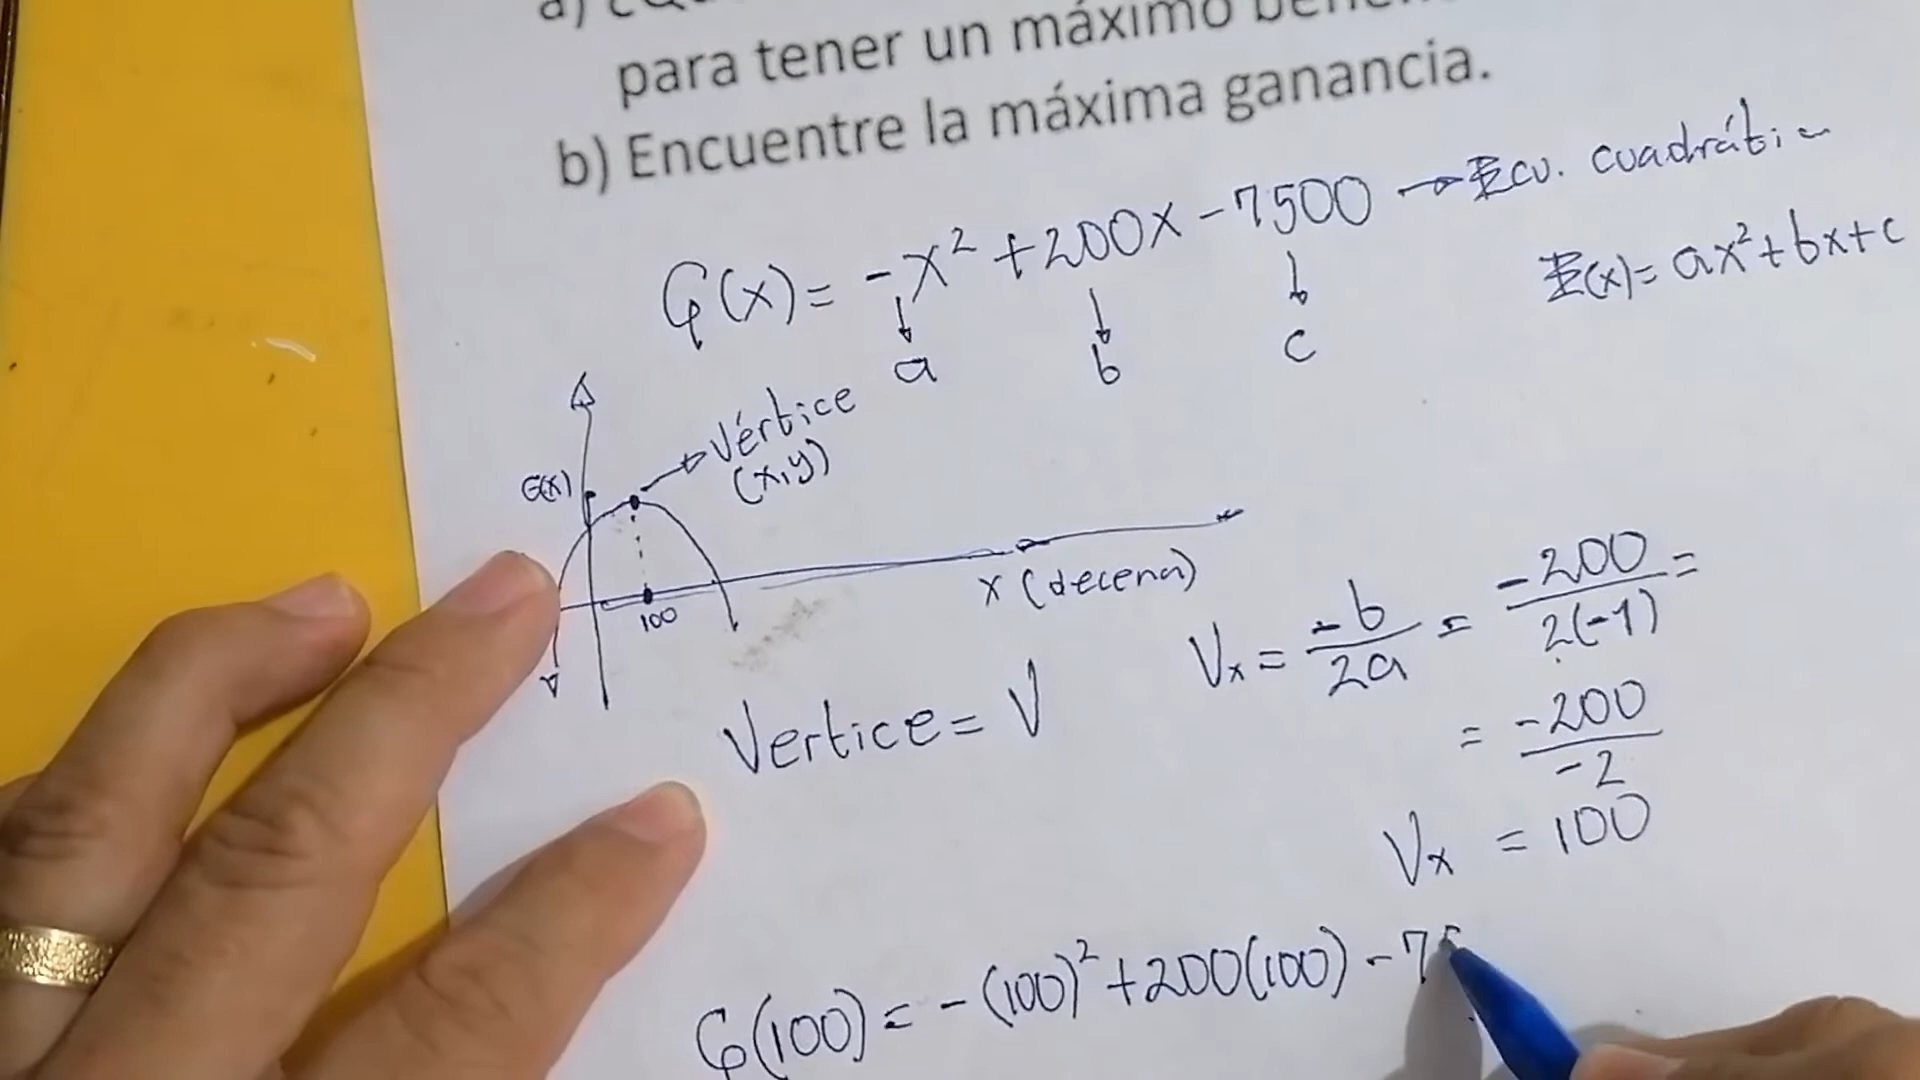 a)
para tener un máximo
b) Encuentre la máxima ganancia.
G(x) = -x² + 200x - 7500 → Ecu.
E(x) = ax² + bx + c
a b c
Vértice
(x,y)
G(x)
100
x (decena)
Vertice = V
Vx = -b/2a = -200/2(-1) =
= -200/-2
Vx = 100
G(100) = -(100)² + 200(100) - 7